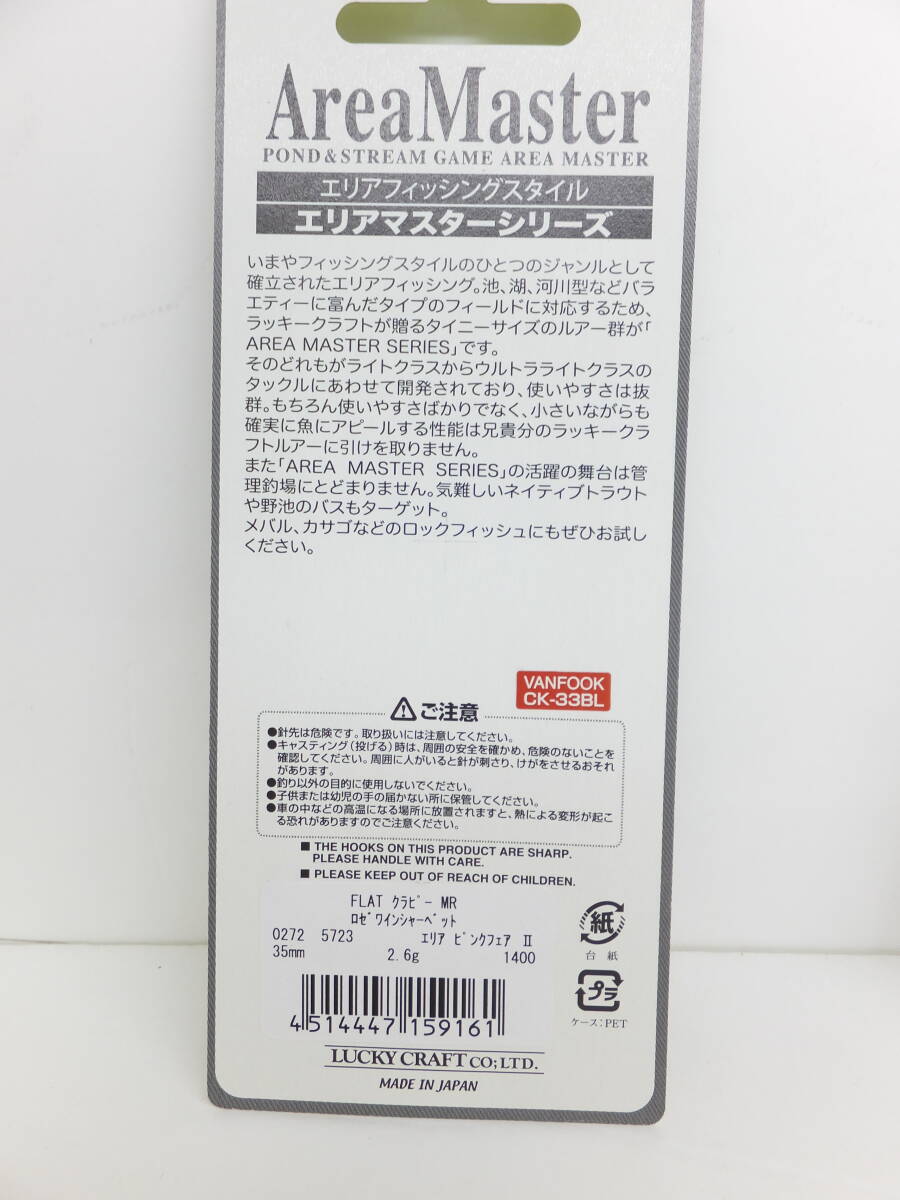 AreaMaster
POND & STREAM GAME AREA MASTER
エリアフィッシングスタイル
エリアマスターシリーズ
いまやフィッシングスタイルのひとつのジャンルとして
確立されたエリアフィッシング。池、湖、河川型などバラ
エティーに富んだタイプのフィールドに対応するため、
ラッキークラフトが贈るタイニーサイズのルアー群が「
AREA MASTER SERIES」です。
そのどれもがライトクラスからウルトラライトクラスの
タックルにあわせて開発されており、使いやすさは抜
群。もちろん使いやすさばかりでなく、小さいながらも
確実に魚にアピールする性能は兄貴分のラッキークラ
フトルアーに引けを取りません。
また「AREA MASTER SERIES」の活躍の舞台は管
理釣場にとどまりません。気難しいネイティブトラウト
や野池のバスもターゲット。
メバル、カサゴなどのロックフィッシュにもぜひお試し
ください。
VANFOOK
CK-33BL
⚠ご注意
●針先は危険です。取り扱いには注意してください。
●キャスティング(投げる)時は、周囲の安全を確かめ、危険のないことを
確認してください。周囲に人がいると針が刺さり、けがをさせるおそれ
があります。
●釣り以外の目的に使用しないでください。
●子供または幼児の手の届かない所に保管してください。
●車の中などの高温になる場所に放置されますと、熱による変形が起こ
る恐れがありますのでご注意ください。
■ THE HOOKS ON THIS PRODUCT ARE SHARP.
PLEASE HANDLE WITH CARE.
■ PLEASE KEEP OUT OF REACH OF CHILDREN.
FLAT ｸﾗﾋﾟｰ MR
ﾛｾﾞﾜｲﾝｼｬｰﾍﾞｯﾄ
0272 5723 ｴﾘｱ ﾋﾟﾝｸﾌｪｱ Ⅱ
35mm 2.6g 1400
4 514447 159161
紙
台 紙
プラ
ケース:PET
LUCKY CRAFT CO;LTD.
MADE IN JAPAN